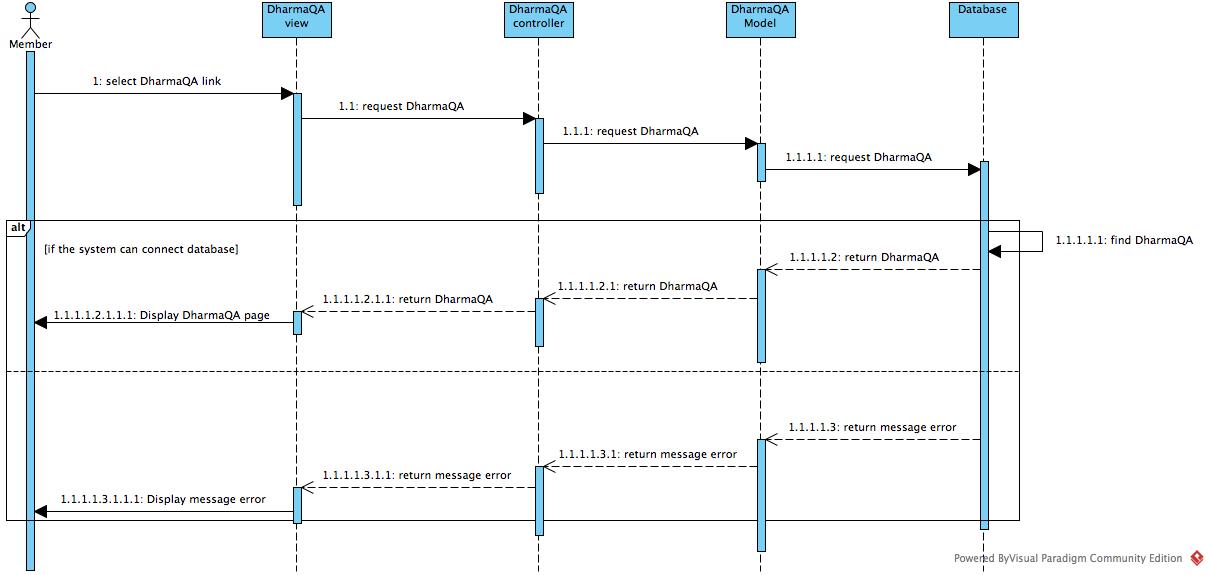 Member
DharmaQA
view
DharmaQA
controller
DharmaQA
Model
Database
1: select DharmaQA link
1.1: request DharmaQA
1.1.1: request DharmaQA
1.1.1.1: request DharmaQA
alt
[if the system can connect database]
1.1.1.1.1: find DharmaQA
1.1.1.1.2: return DharmaQA
1.1.1.1.2.1: return DharmaQA
1.1.1.1.2.1.1: return DharmaQA
1.1.1.1.2.1.1.1: Display DharmaQA page
1.1.1.1.3: return message error
1.1.1.1.3.1: return message error
1.1.1.1.3.1.1: return message error
1.1.1.1.3.1.1.1: Display message error
Powered ByVisual Paradigm Community Edition